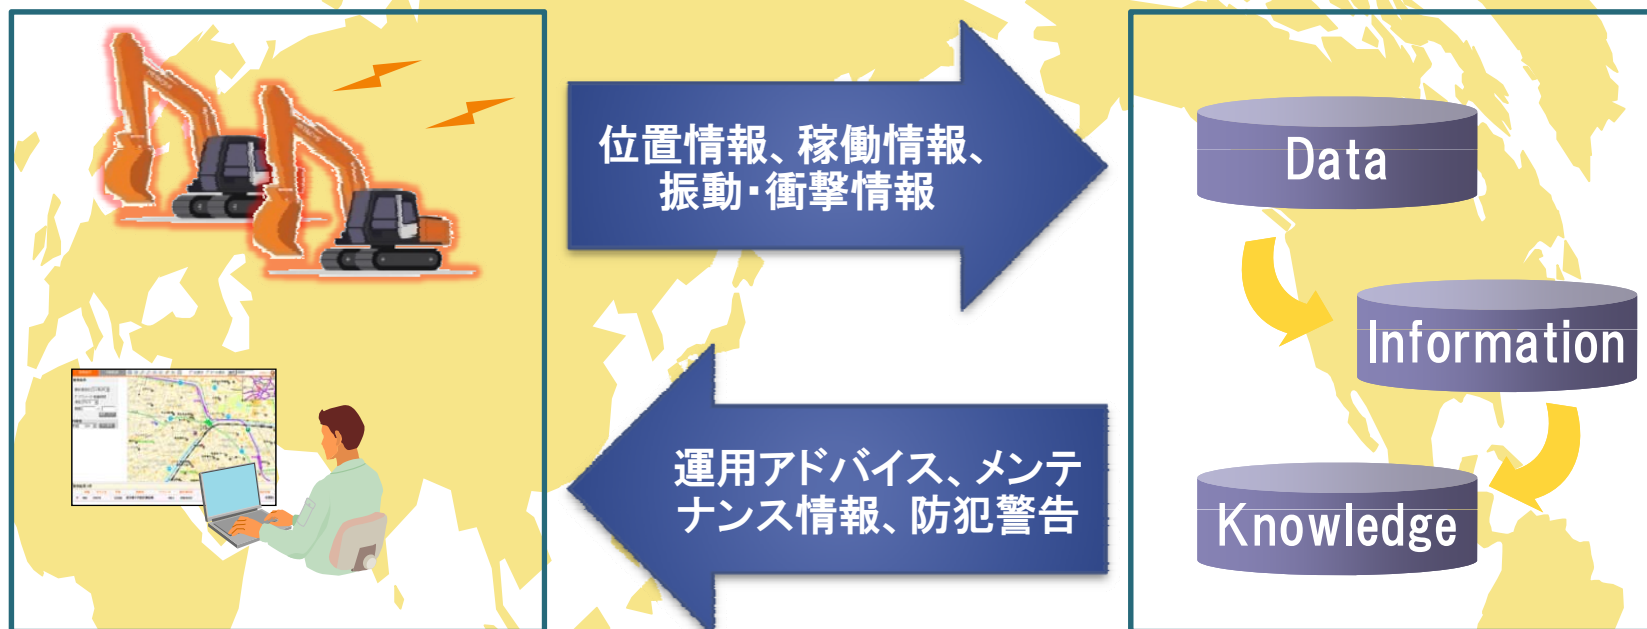 位置情報、稼働情報、
振動・衝撃情報
Data
Information
運用アドバイス、メンテ
ナンス情報、防犯警告
Knowledge